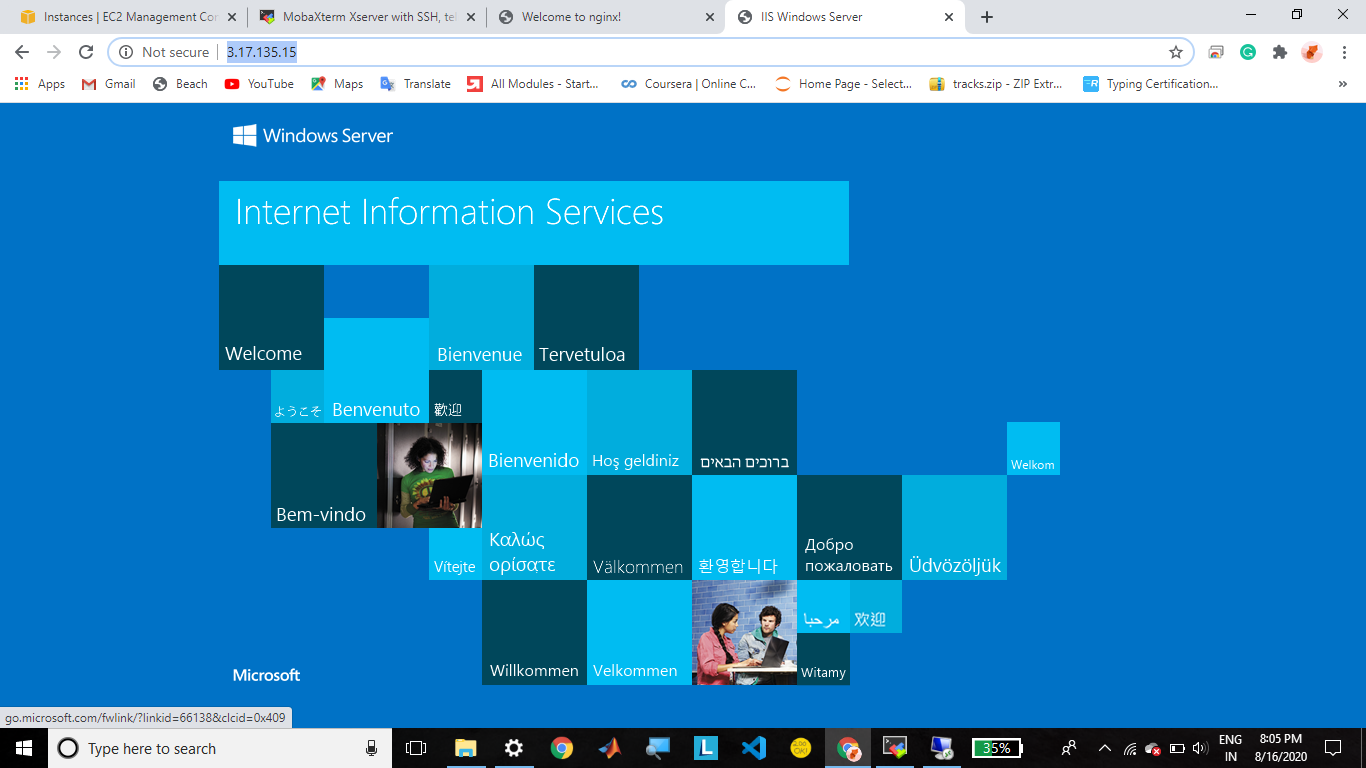 Instances | EC2 Management Con
MobaXterm Xserver with SSH, tel
Welcome to nginx!
IIS Windows Server
Not secure
3.17.135.15
Apps
Gmail
Beach
YouTube
Maps
Translate
All Modules - Start...
Coursera | Online C...
Home Page - Select...
tracks.zip - ZIP Extr...
Typing Certification...
Windows Server
Internet Information Services
Welcome
Bienvenue
Tervetuloa
ようこそ
Benvenuto
歡迎
Bienvenido
Hoş geldiniz
ברוכים הבאים
Welkom
Bem-vindo
Vítejte
Καλώς
ορίσατε
Välkommen
환영합니다
Добро
пожаловать
Üdvözöljük
Willkommen
Velkommen
مرحبا
欢迎
Witamy
Microsoft
go.microsoft.com/fwlink/?linkid=66138&clcid=0x409
Type here to search
L
35%
ENG
IN
8:05 PM
8/16/2020